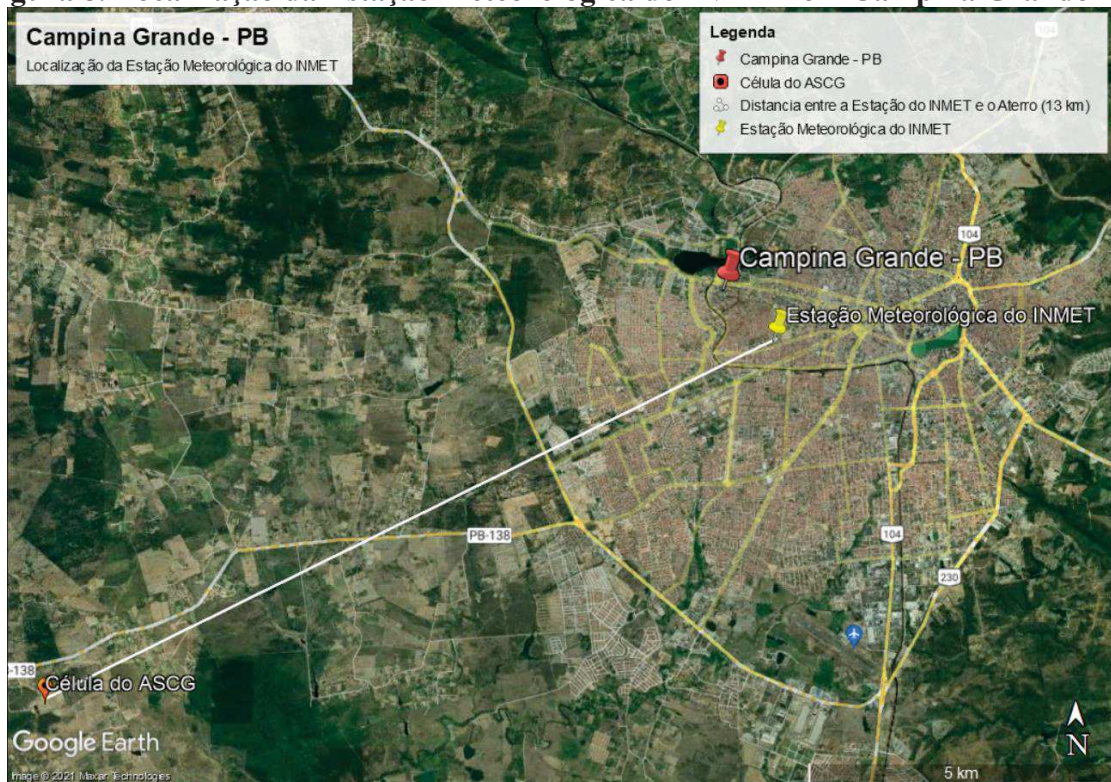 Campina Grande - PB
Localização da Estação Meteorológica do INMET
Legenda
Campina Grande - PB
Célula do ASCG
Distancia entre a Estação do INMET e o Aterro (13 km)
Estação Meteorológica do INMET
104
104
Campina Grande - PB
Estação Meteorológica do INMET
PB-138
104
230
-138
Célula do ASCG
Google Earth
Image © 2021 Maxar Technologies
N
5 km